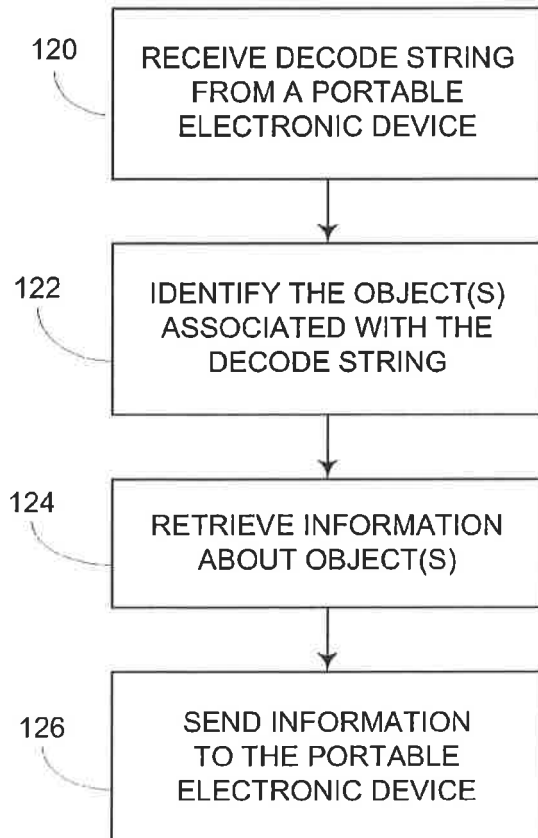 120
RECEIVE DECODE STRING
FROM A PORTABLE
ELECTRONIC DEVICE
122
IDENTIFY THE OBJECT(S)
ASSOCIATED WITH THE
DECODE STRING
124
RETRIEVE INFORMATION
ABOUT OBJECT(S)
126
SEND INFORMATION
TO THE PORTABLE
ELECTRONIC DEVICE